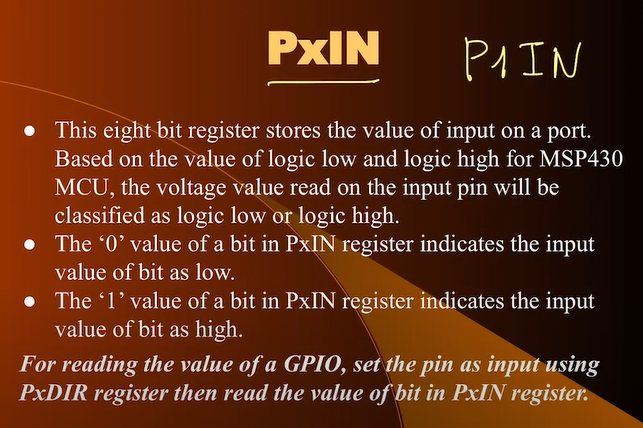 PxIN P1IN
● This eight bit register stores the value of input on a port.
Based on the value of logic low and logic high for MSP430
MCU, the voltage value read on the input pin will be
classified as logic low or logic high.
● The ‘0’ value of a bit in PxIN register indicates the input
value of bit as low.
● The ‘1’ value of a bit in PxIN register indicates the input
value of bit as high.
For reading the value of a GPIO, set the pin as input using
PxDIR register then read the value of bit in PxIN register.